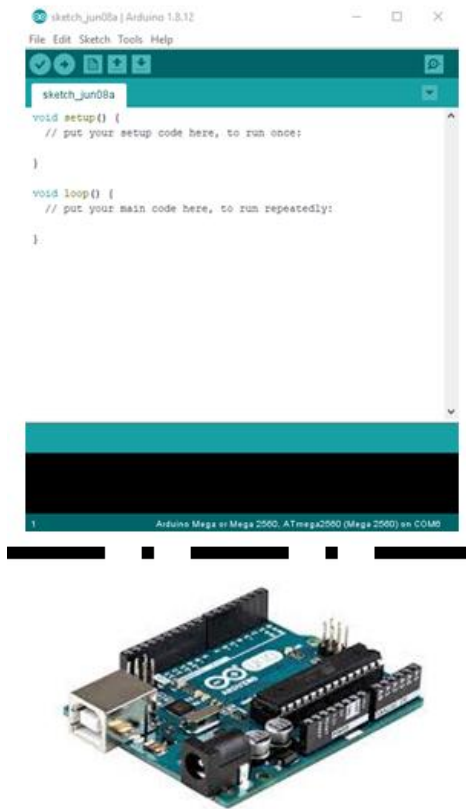 sketch_jun08a | Arduino 1.8.12
File Edit Sketch Tools Help
sketch_jun08a
void setup() {
// put your setup code here, to run once:
}
void loop() {
// put your main code here, to run repeatedly:
}
1
Arduino Mega or Mega 2560, ATmega2560 (Mega 2560) on COM6
ARDUINO